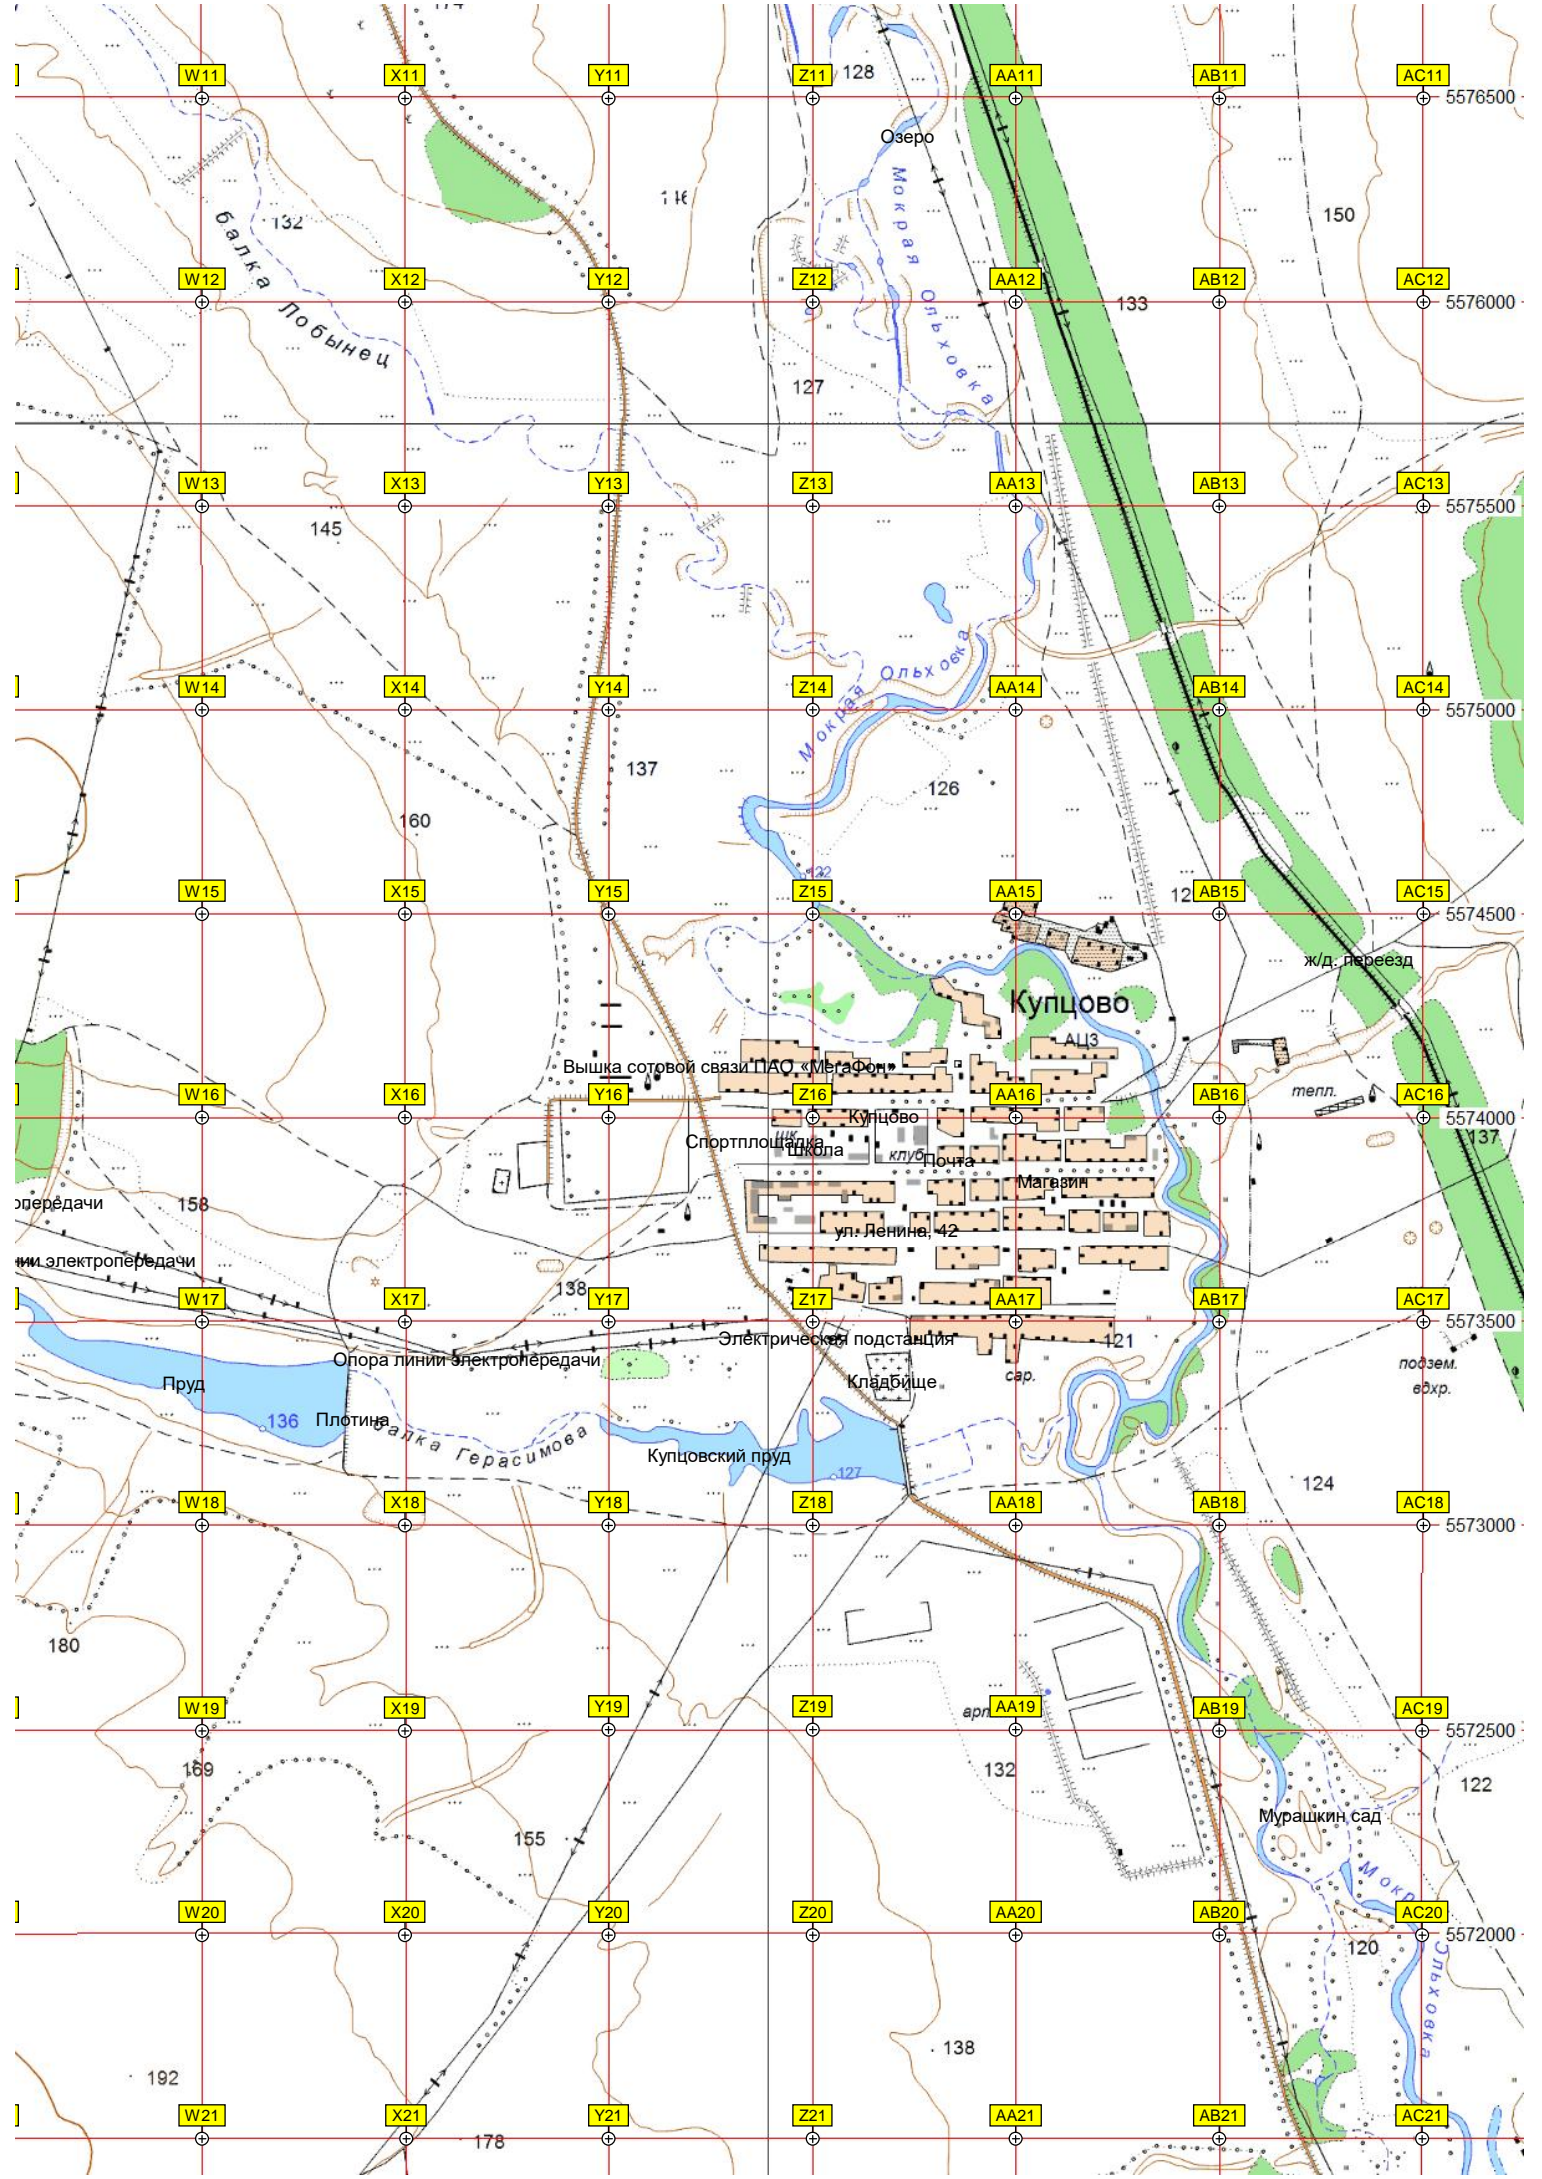 W11 X11 Y11 Z11 128 AA11 AB11 AC11
5576500
Озеро
Мокрая Ольховка
132
150
балка Лобынец
W12 X12 Y12 Z12 AA12 AB12 AC12
5576000
133
127
W13 X13 Y13 Z13 AA13 AB13 AC13
5575500
145
Мокрая Ольховка
W14 X14 Y14 Z14 AA14 AB14 AC14
5575000
137
126
160
W15 X15 Y15 Z15 AA15 AB15 AC15
5574500
ж/д. переезд
Купцово
АЦЗ
Вышка сотовой связи ПАО «МегаФон»
тепл.
W16 X16 Y16 Z16 AA16 AB16 AC16
5574000
Купцово
137
шк.
Спортплощадка
Школа
клуб
Почта
Магазин
158
опередачи
ул. Ленина, 42
нии электропередачи
138
W17 X17 Y17 Z17 AA17 AB17 AC17
5573500
Электрическая подстанция
121
Опора линии электропередачи
подзем.
вдхр.
сар.
Кладбище
Пруд
136
Плотина
балка Герасимова
Купцовский пруд
127
124
W18 X18 Y18 Z18 AA18 AB18 AC18
5573000
180
W19 X19 Y19 Z19 AA19 AB19 AC19
5572500
169
132
122
Мурашкин сад
155
W20 X20 Y20 Z20 AA20 AB20 AC20
5572000
120
138
192
W21 X21 Y21 Z21 AA21 AB21 AC21
178